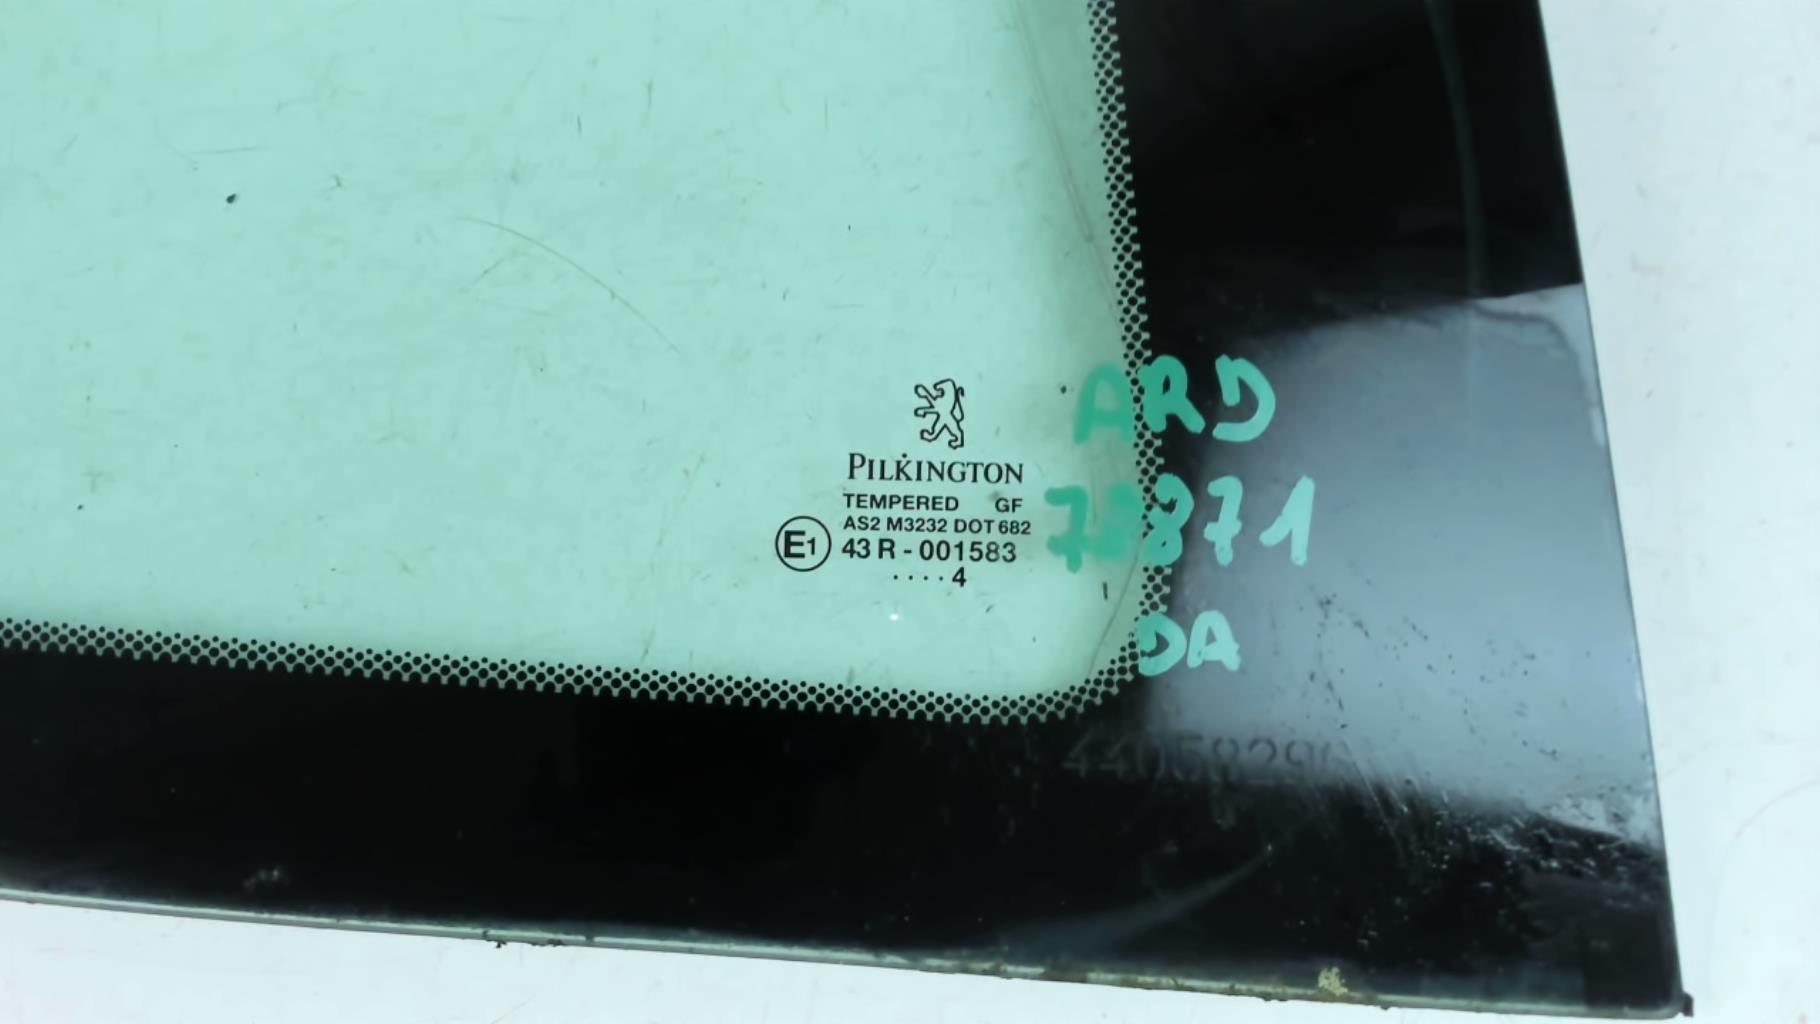 PILKINGTON
TEMPERED GF
AS2 M3232 DOT 682
E1 43 R - 001583
. . . . 4
ARD
DA